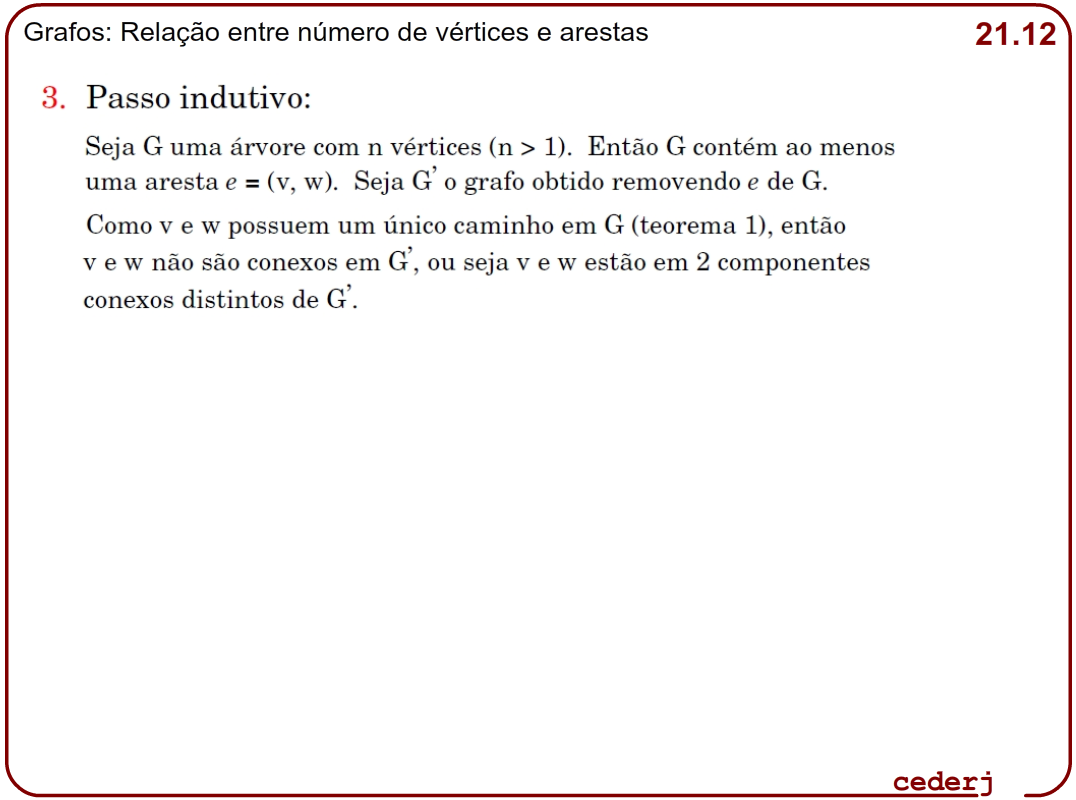 Grafos: Relação entre número de vértices e arestas
21.12
3. Passo indutivo:
Seja G uma árvore com n vértices (n > 1). Então G contém ao menos
uma aresta e = (v, w). Seja G' o grafo obtido removendo e de G.
Como v e w possuem um único caminho em G (teorema 1), então
v e w não são conexos em G', ou seja v e w estão em 2 componentes
conexos distintos de G'.
cederj